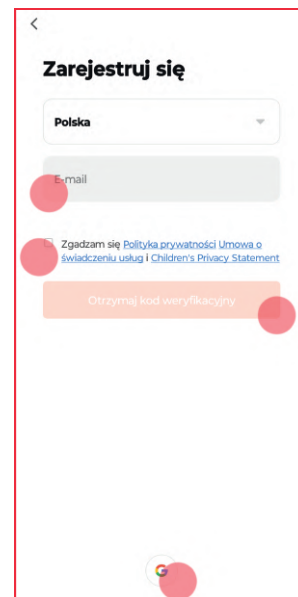 Zarejestruj się
Polska
E-mail
Zgadzam się Polityka prywatności Umowa o
świadczeniu usług i Children's Privacy Statement
Otrzymaj kod weryfikacyjny
G